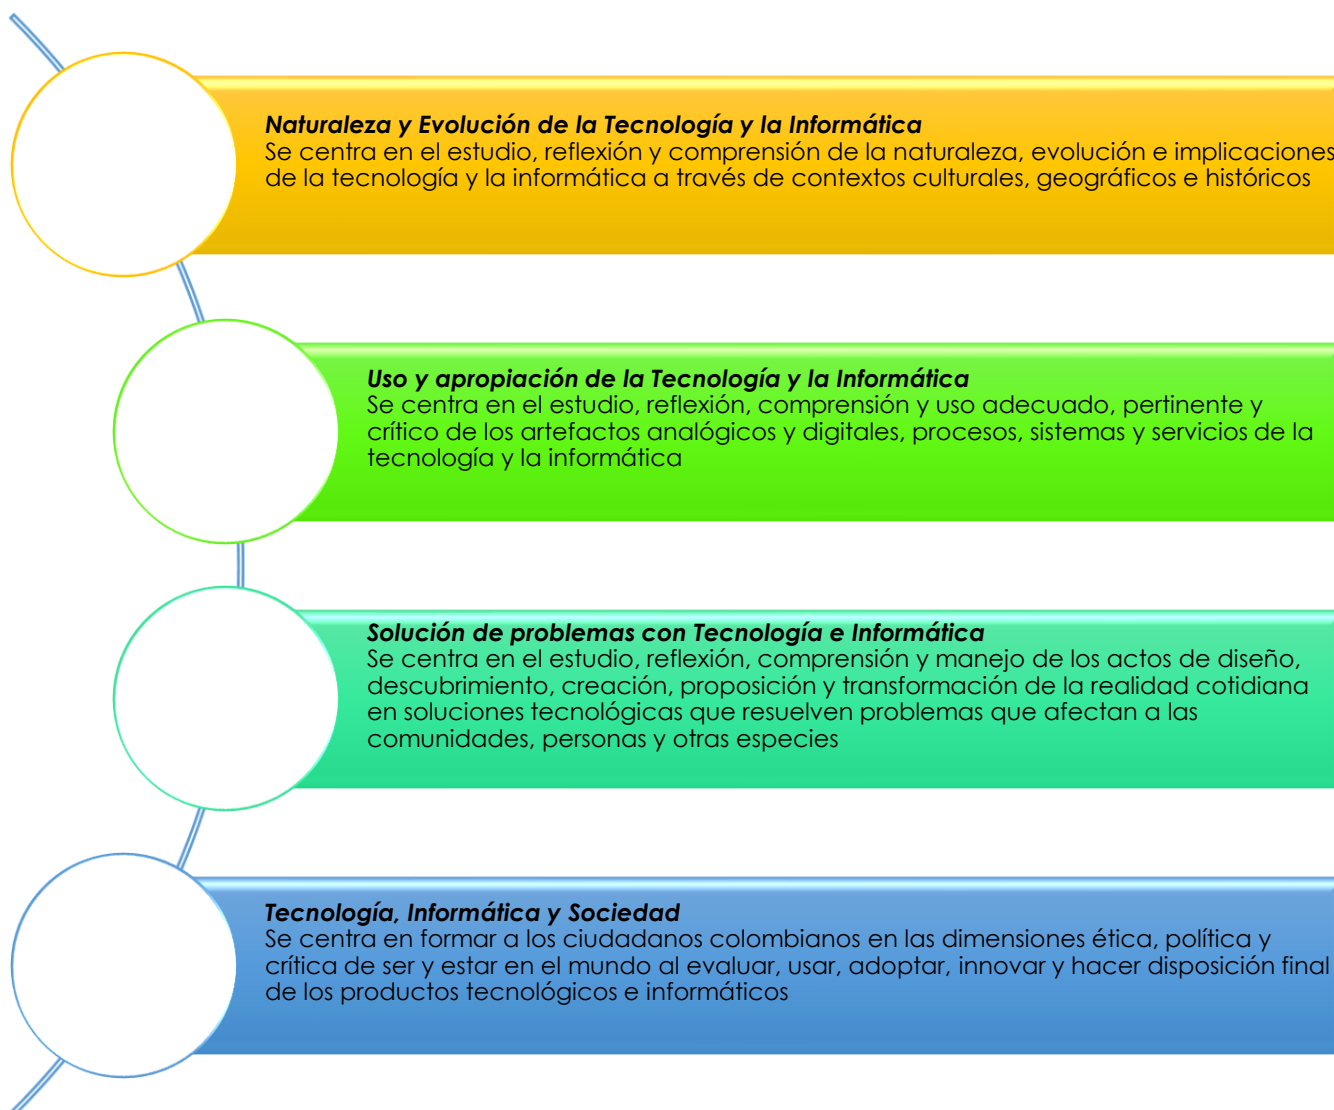 Naturaleza y Evolución de la Tecnología y la Informática
Se centra en el estudio, reflexión y comprensión de la naturaleza, evolución e implicaciones
de la tecnología y la informática a través de contextos culturales, geográficos e históricos
Uso y apropiación de la Tecnología y la Informática
Se centra en el estudio, reflexión, comprensión y uso adecuado, pertinente y
crítico de los artefactos analógicos y digitales, procesos, sistemas y servicios de la
tecnología y la informática
Solución de problemas con Tecnología e Informática
Se centra en el estudio, reflexión, comprensión y manejo de los actos de diseño,
descubrimiento, creación, proposición y transformación de la realidad cotidiana
en soluciones tecnológicas que resuelven problemas que afectan a las
comunidades, personas y otras especies
Tecnología, Informática y Sociedad
Se centra en formar a los ciudadanos colombianos en las dimensiones ética, política y
crítica de ser y estar en el mundo al evaluar, usar, adoptar, innovar y hacer disposición final
de los productos tecnológicos e informáticos